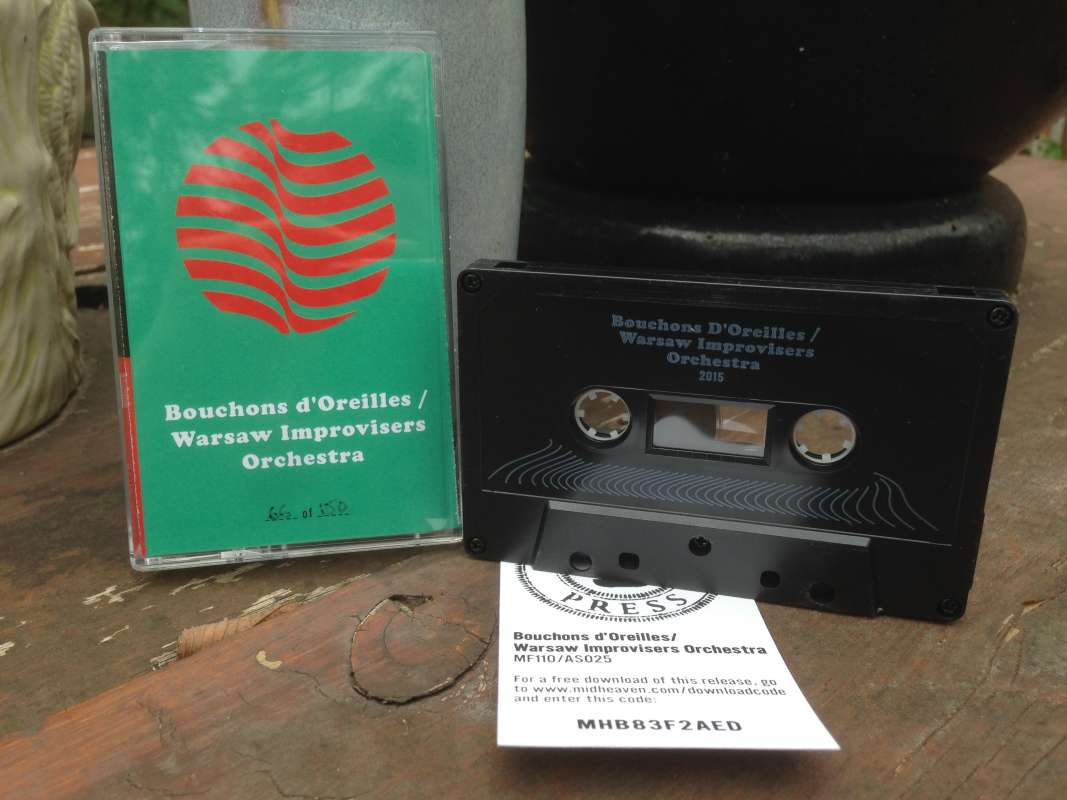 Bouchons d'Oreilles /
Warsaw Improvisers
Orchestra
66 of 150
Bouchons D'Oreilles /
Warsaw Improvisers
Orchestra
2015
PRESS
Bouchons d'Oreilles/
Warsaw Improvisers Orchestra
MF110/AS025
For a free download of this release, go
to www.midheaven.com/downloadcode
and enter this code:
MHB83F2AED